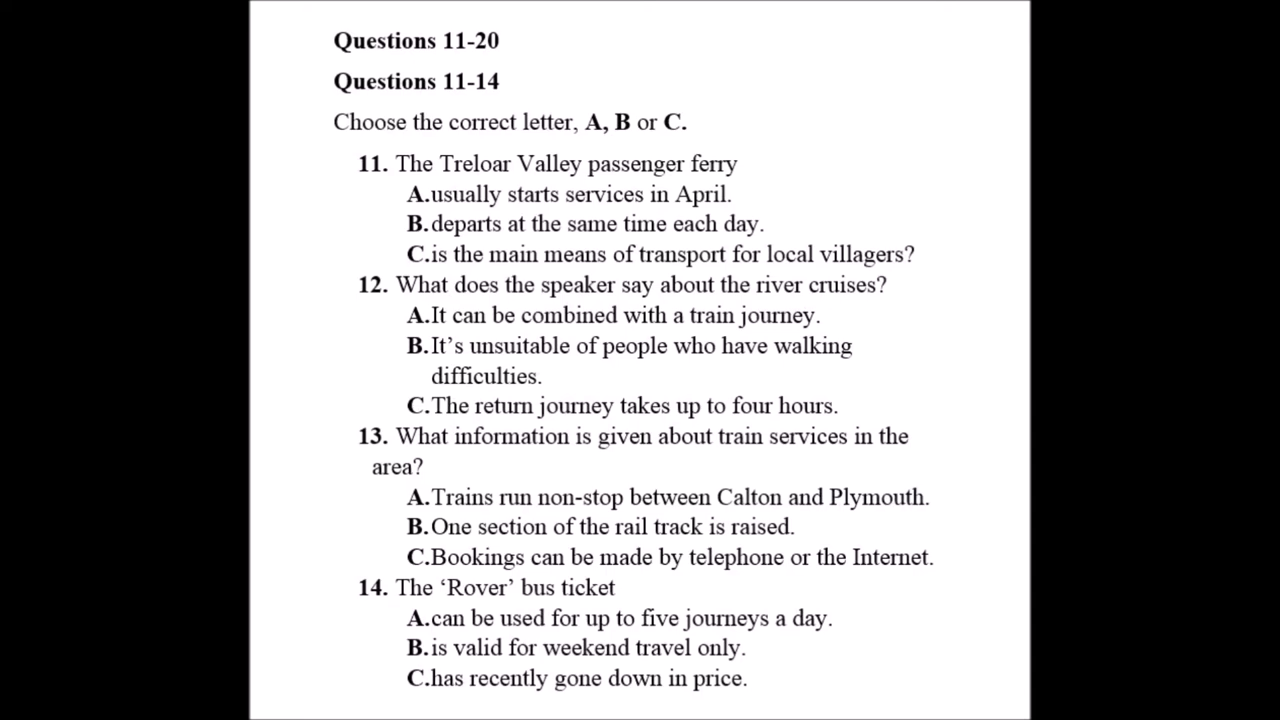 Questions 11-20
Questions 11-14
Choose the correct letter, A, B or C.
11. The Treloar Valley passenger ferry
A.usually starts services in April.
B.departs at the same time each day.
C.is the main means of transport for local villagers?
12. What does the speaker say about the river cruises?
A.It can be combined with a train journey.
B.It’s unsuitable of people who have walking
difficulties.
C.The return journey takes up to four hours.
13. What information is given about train services in the
area?
A.Trains run non-stop between Calton and Plymouth.
B.One section of the rail track is raised.
C.Bookings can be made by telephone or the Internet.
14. The ‘Rover’ bus ticket
A.can be used for up to five journeys a day.
B.is valid for weekend travel only.
C.has recently gone down in price.